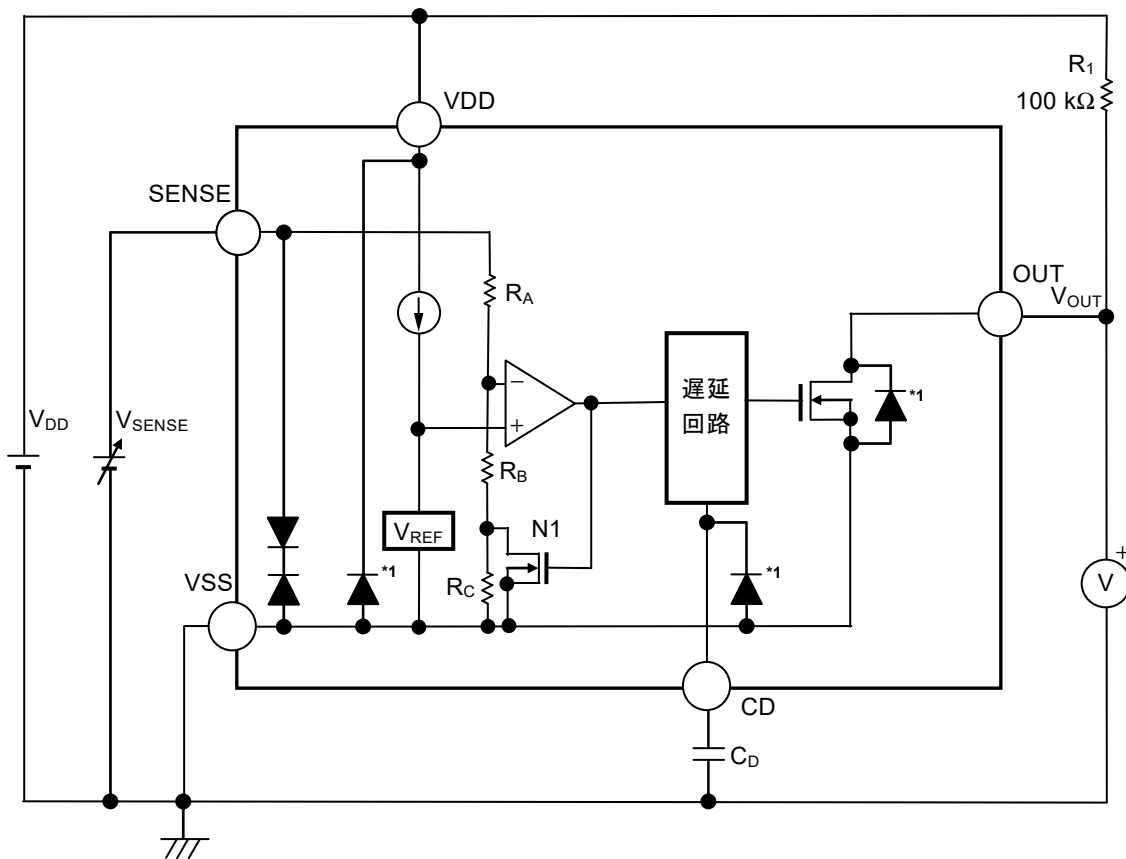 R1
100 kΩ
VDD
SENSE
OUT
VOUT
RA
−
+
遅延
回路
*1
VDD
VSENSE
RB
VREF
N1
*1
*1
VSS
RC
+
V
CD
CD